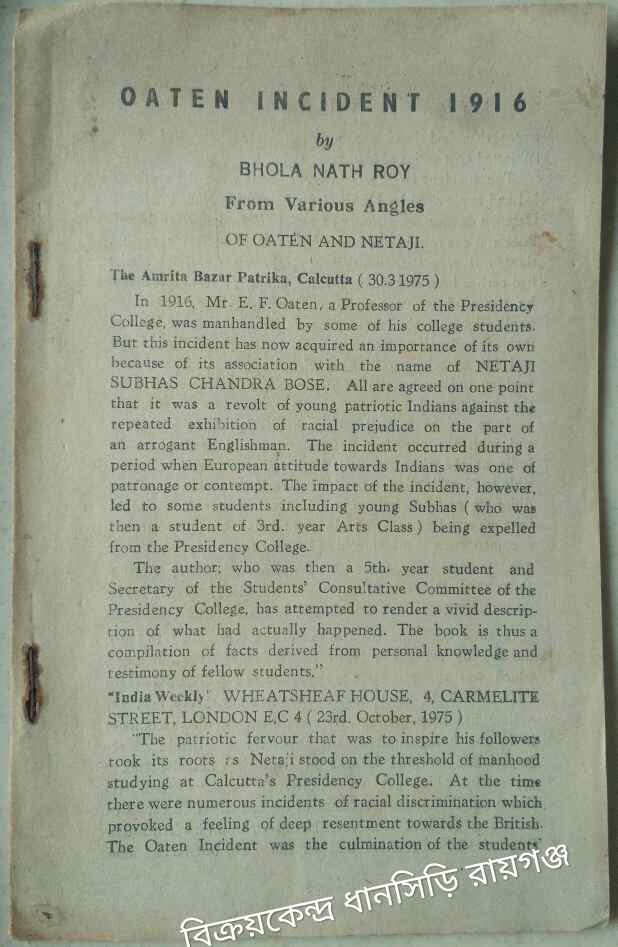 OATEN INCIDENT 1916
by
BHOLA NATH ROY
From Various Angles
OF OATEN AND NETAJI.
The Amrita Bazar Patrika, Calcutta ( 30.3 1975 )
In 1916, Mr. E. F. Oaten, a Professor of the Presidency
College, was manhandled by some of his college students.
But this incident has now acquired an importance of its own
because of its association with the name of NETAJI
SUBHAS CHANDRA BOSE. All are agreed on one point
that it was a revolt of young patriotic Indians against the
repeated exhibition of racial prejudice on the part of
an arrogant Englishman. The incident occurred during a
period when European attitude towards Indians was one of
patronage or contempt. The impact of the incident, however,
led to some students including young Subhas ( who was
then a student of 3rd. year Arts Class ) being expelled
from the Presidency College.
The author; who was then a 5th. year student and
Secretary of the Students' Consultative Committee of the
Presidency College, has attempted to render a vivid descrip-
tion of what had actually happened. The book is thus a
compilation of facts derived from personal knowledge and
testimony of fellow students."
"India Weekly" WHEATSHEAF HOUSE, 4, CARMELITE
STREET, LONDON E,C 4 ( 23rd. October, 1975 )
"The patriotic fervour that was to inspire his followers
took its roots as Netaji stood on the threshold of manhood
studying at Calcutta's Presidency College. At the time
there were numerous incidents of racial discrimination which
provoked a feeling of deep resentment towards the British.
The Oaten Incident was the culmination of the students'
বিক্রয়কেন্দ্র ধানসিড়ি রায়গঞ্জ